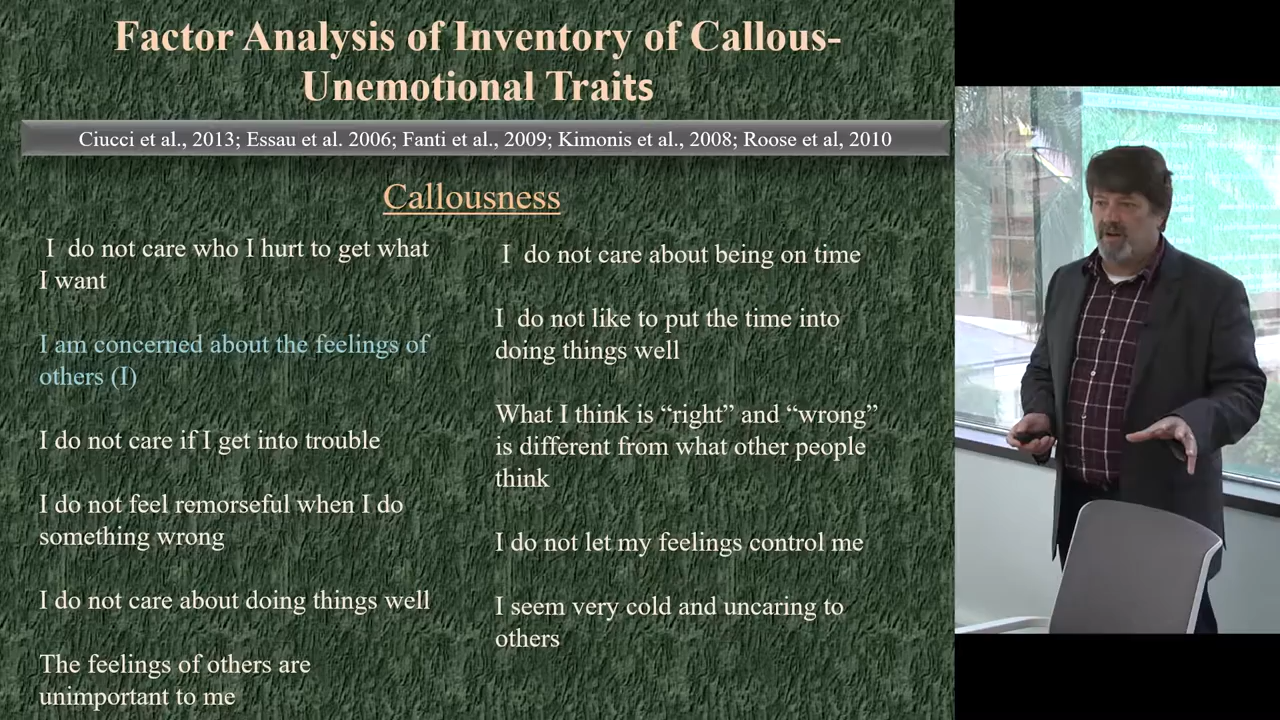 Factor Analysis of Inventory of Callous-
Unemotional Traits
Ciucci et al., 2013; Essau et al. 2006; Fanti et al., 2009; Kimonis et al., 2008; Roose et al, 2010
Callousness
I do not care who I hurt to get what
I want
I am concerned about the feelings of
others (I)
I do not care if I get into trouble
I do not feel remorseful when I do
something wrong
I do not care about doing things well
The feelings of others are
unimportant to me
I do not care about being on time
I do not like to put the time into
doing things well
What I think is “right” and “wrong”
is different from what other people
think
I do not let my feelings control me
I seem very cold and uncaring to
others